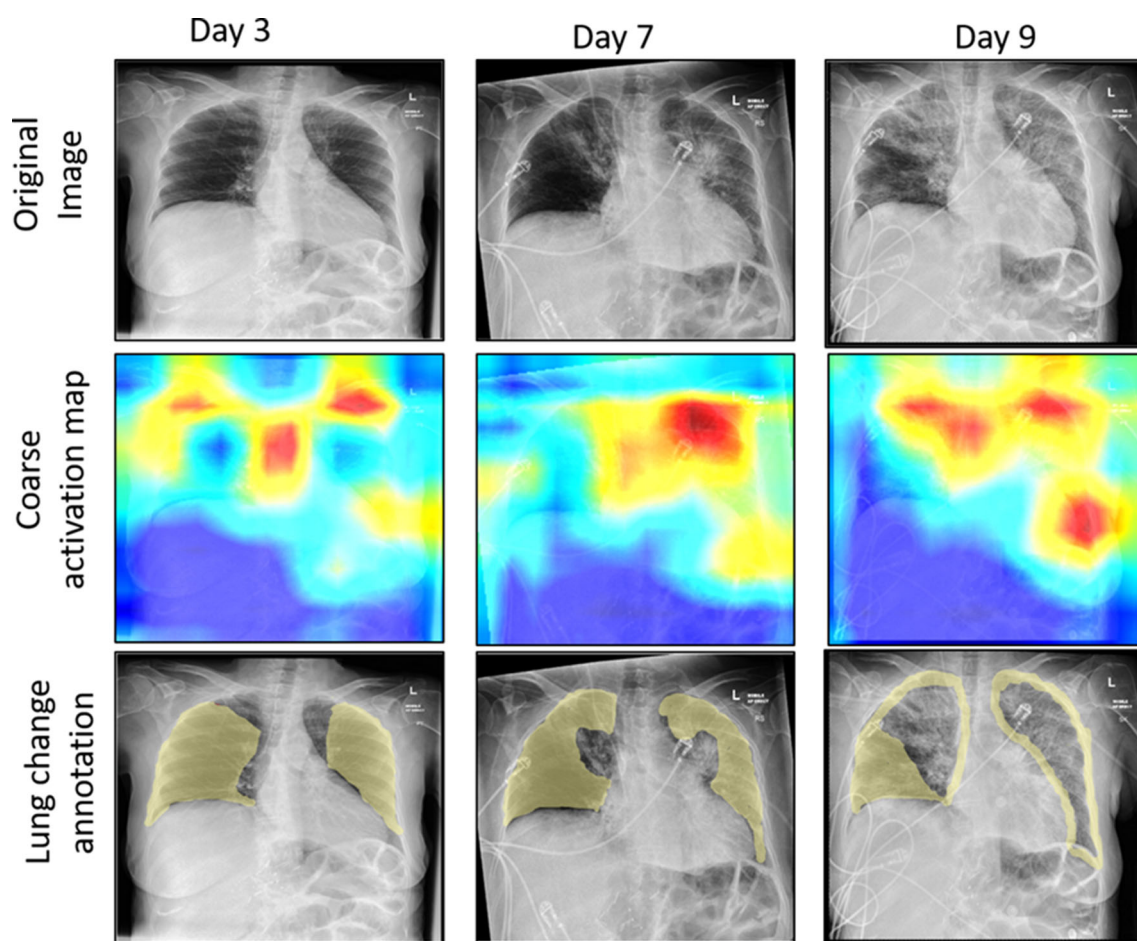 Day 3
Day 7
Day 9
Original
Image
L
L
L
Coarse
activation map
Lung change
annotation
L
L
L